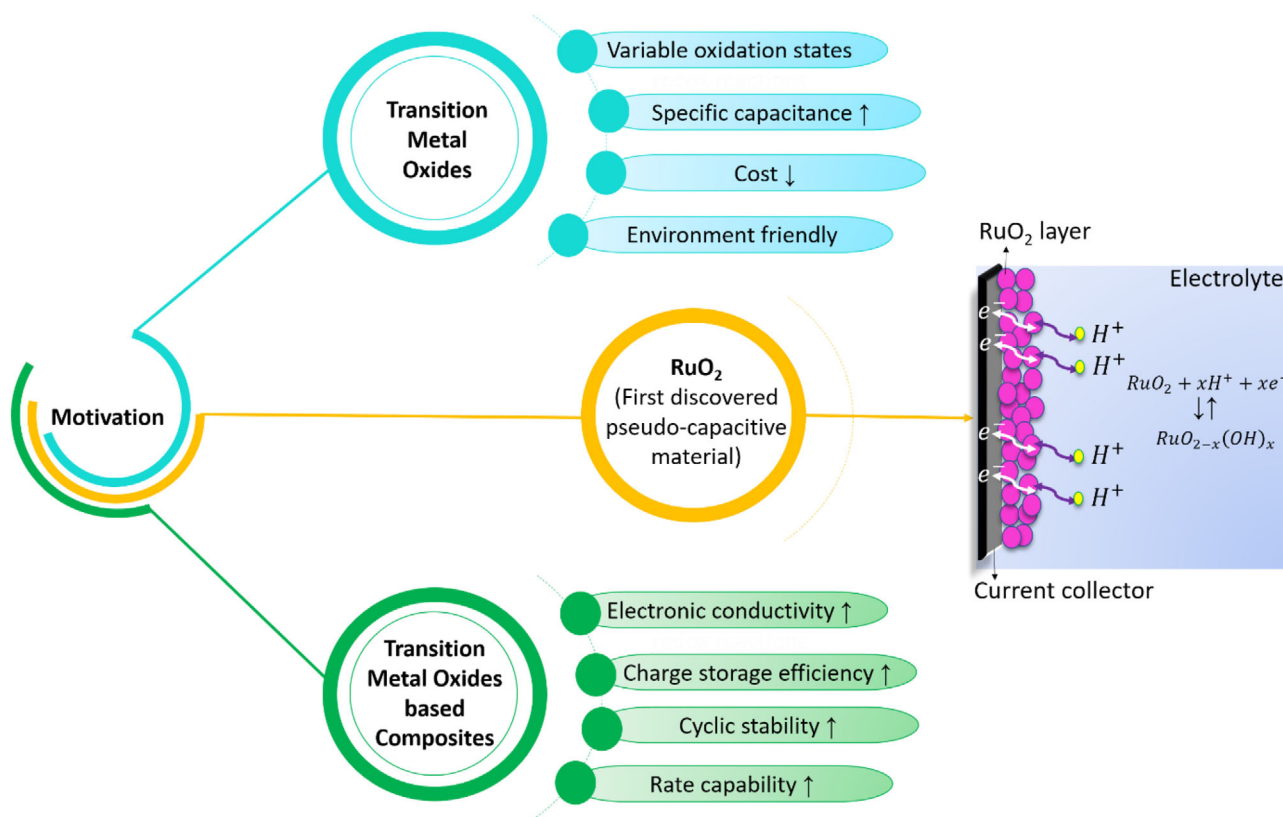 Transition
Metal
Oxides
Variable oxidation states
Specific capacitance ↑
Cost ↓
Environment friendly
Motivation
RuO₂
(First discovered
pseudo-capacitive
material)
RuO₂ layer
Electrolyte
e⁻
e⁻
e⁻
e⁻
H⁺
H⁺
H⁺
H⁺
RuO₂ + xH⁺ + xe⁻
↓↑
RuO₂₋ₓ(OH)ₓ
Current collector
Transition
Metal Oxides
based
Composites
Electronic conductivity ↑
Charge storage efficiency ↑
Cyclic stability ↑
Rate capability ↑